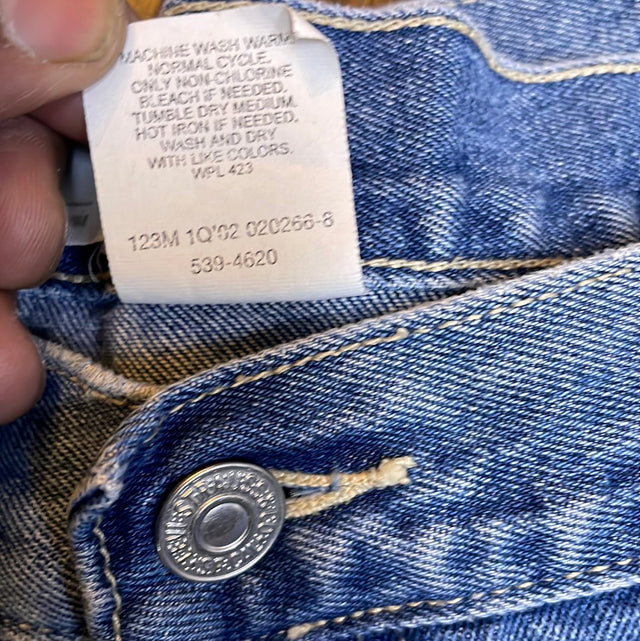 MACHINE WASH WARM
NORMAL CYCLE.
ONLY NON-CHLORINE
BLEACH IF NEEDED.
TUMBLE DRY MEDIUM.
HOT IRON IF NEEDED.
WASH AND DRY
WITH LIKE COLORS.
WPL 423
123M 1Q'02 020266-8
539-4620